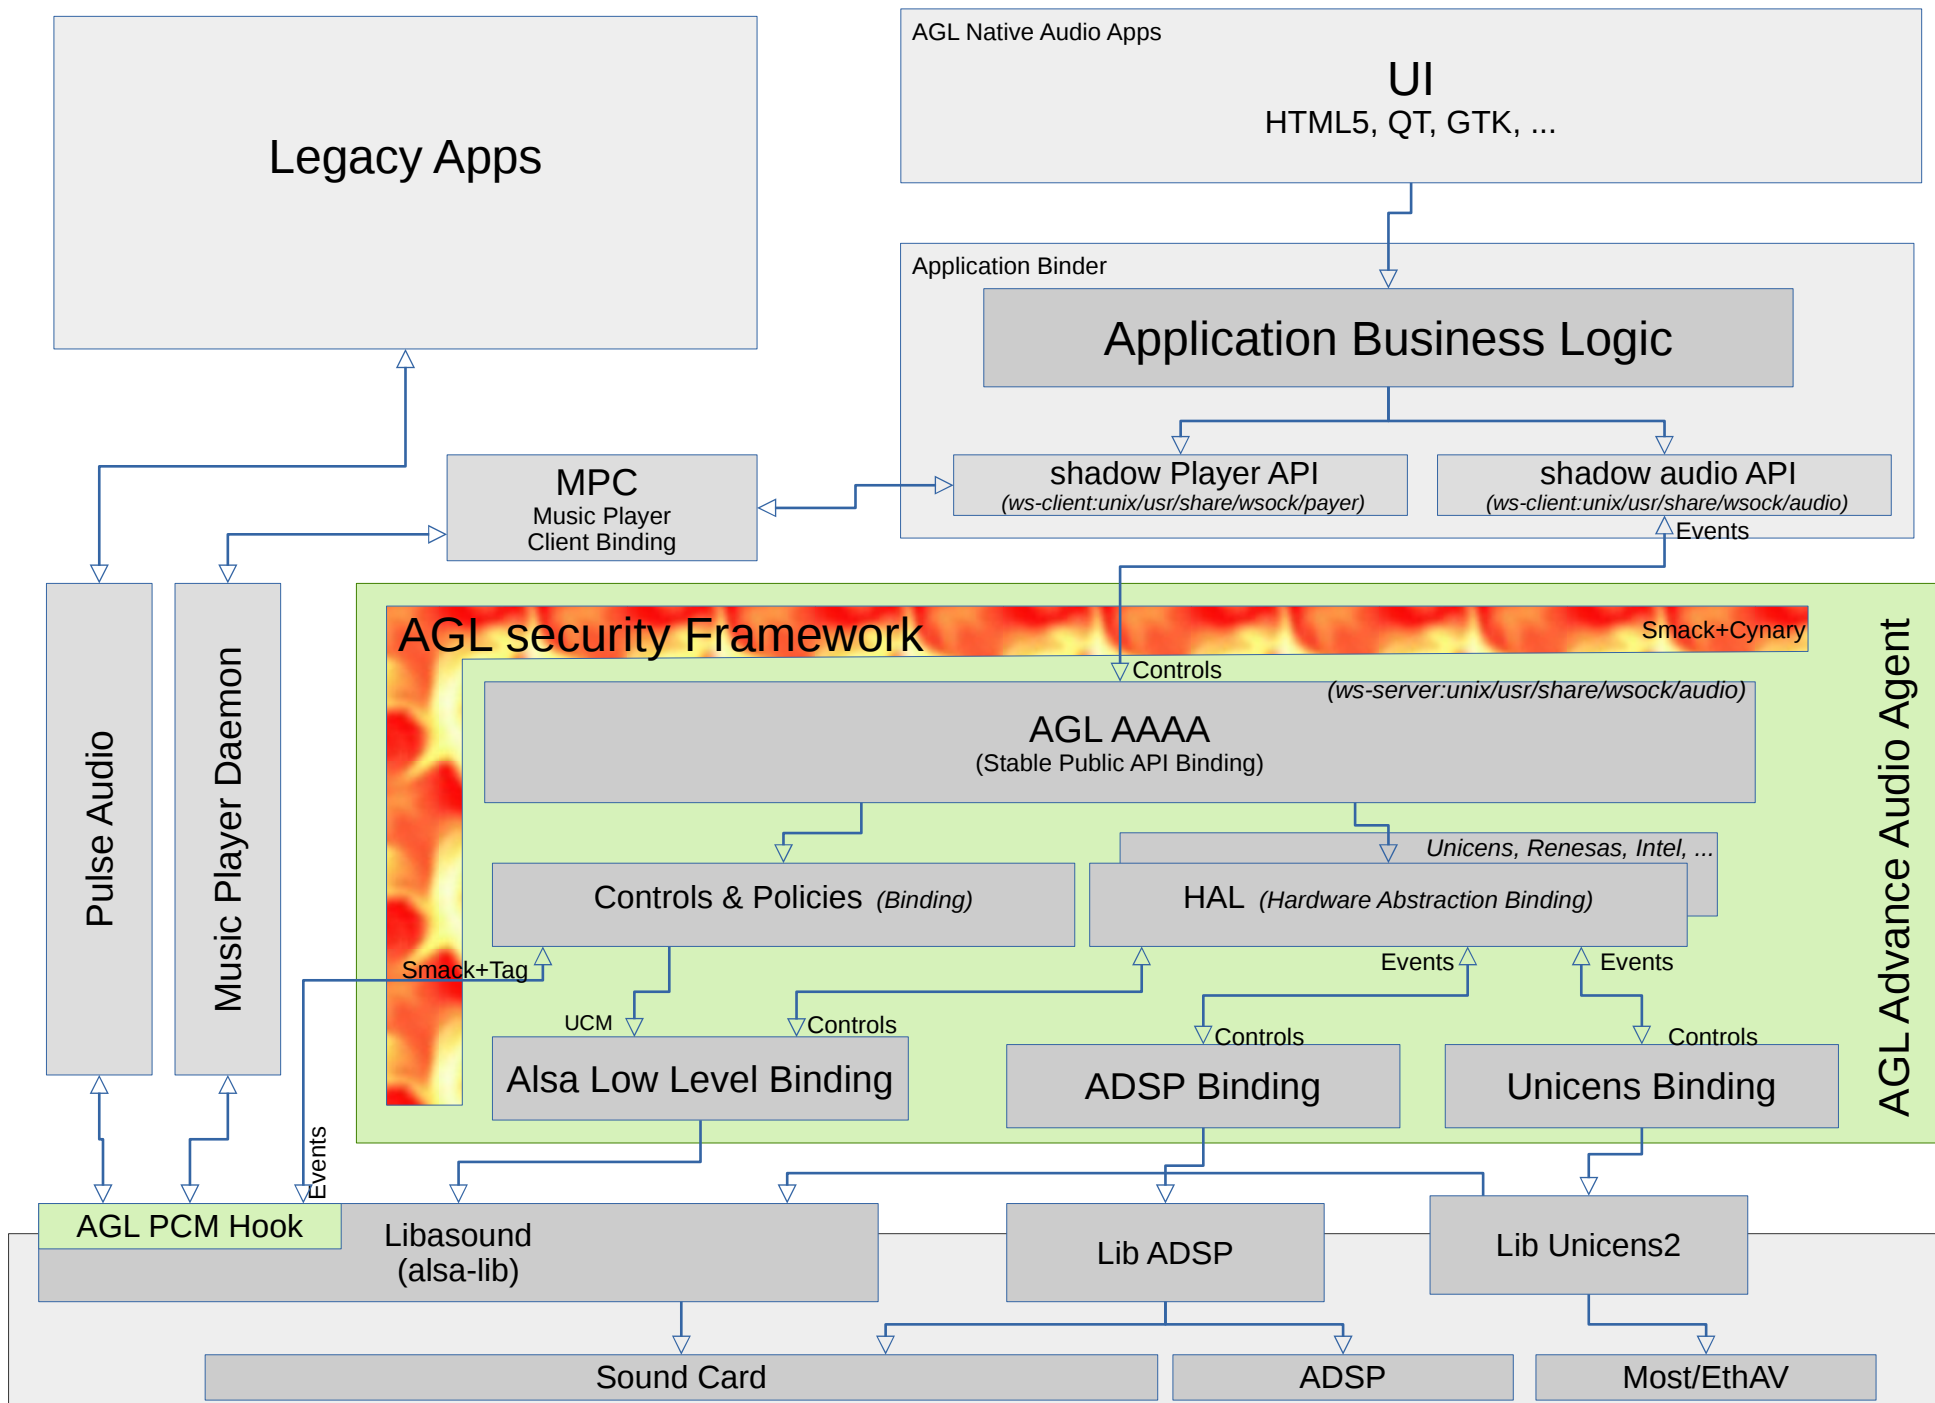 AGL Native Audio Apps
UI
HTML5, QT, GTK, ...
Legacy Apps
Application Binder
Application Business Logic
MPC
Music Player
Client Binding
shadow Player API
(ws-client:unix/usr/share/wsock/payer)
shadow audio API
(ws-client:unix/usr/share/wsock/audio)
Events
AGL security Framework
Smack+Cynary
Controls
(ws-server:unix/usr/share/wsock/audio)
AGL AAAA
(Stable Public API Binding)
AGL Advance Audio Agent
Pulse Audio
Music Player Daemon
Unicens, Renesas, Intel, ...
Controls & Policies (Binding)
HAL (Hardware Abstraction Binding)
Smack+Tag
Events
Events
UCM
Controls
Controls
Controls
Alsa Low Level Binding
ADSP Binding
Unicens Binding
Events
AGL PCM Hook
Libasound
(alsa-lib)
Lib ADSP
Lib Unicens2
Sound Card
ADSP
Most/EthAV